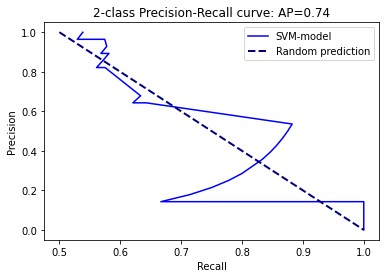 2-class Precision-Recall curve: AP=0.74
SVM-model
Random prediction
Precision
1.0
0.8
0.6
0.4
0.2
0.0
0.5 0.6 0.7 0.8 0.9 1.0
Recall